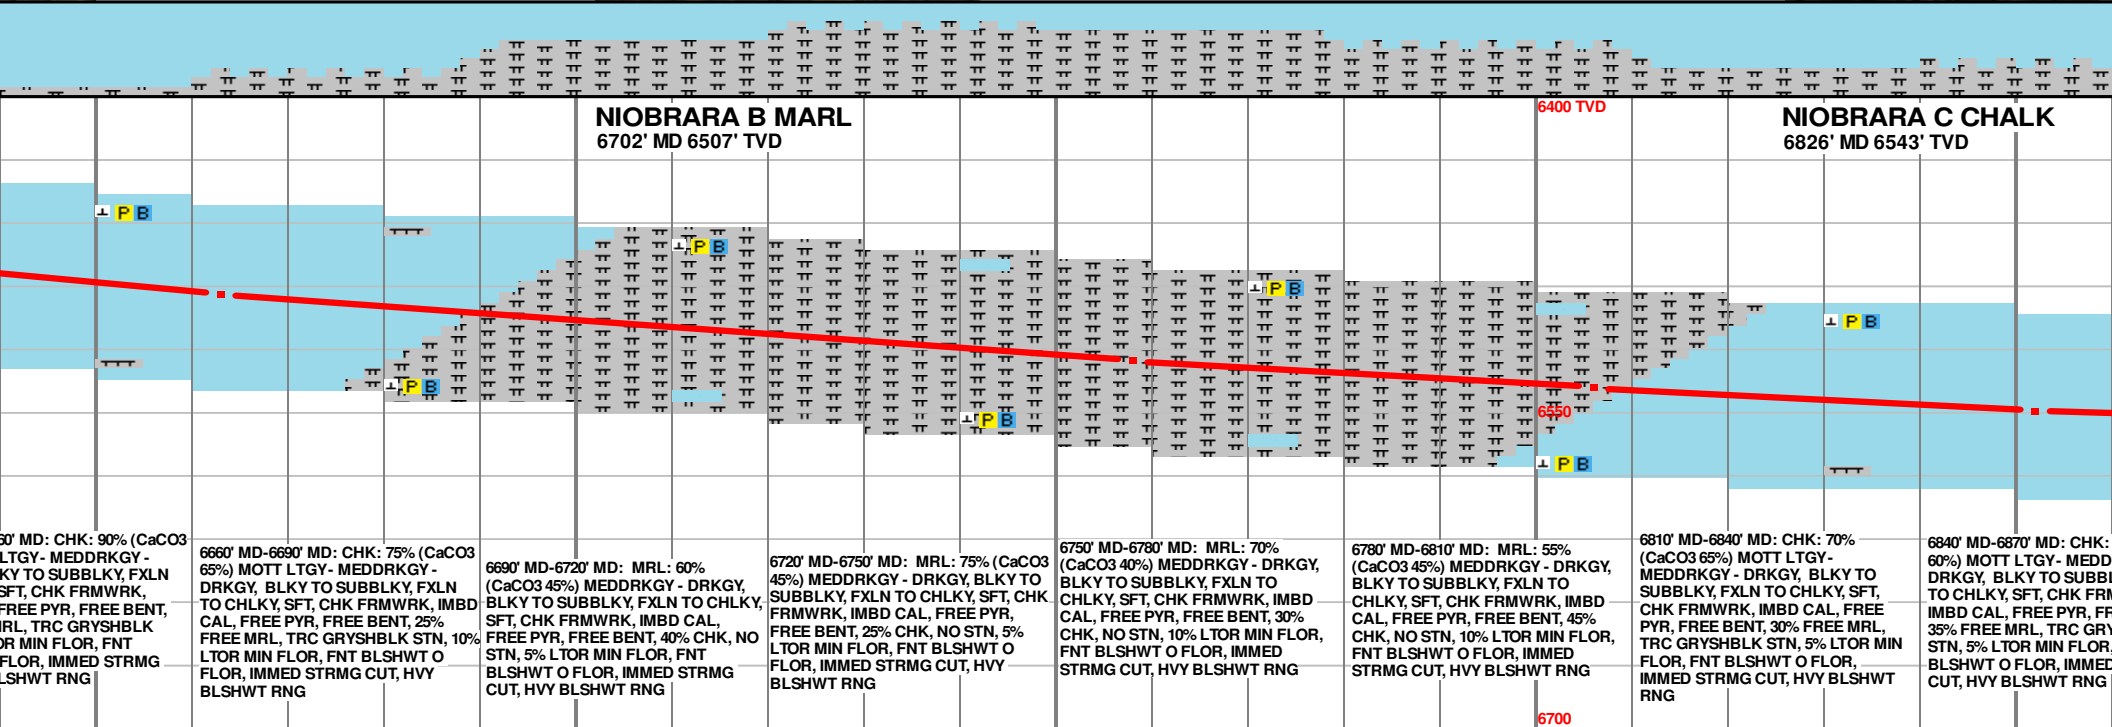 6400 TVD
NIOBRARA B MARL
6702' MD 6507' TVD
NIOBRARA C CHALK
6826' MD 6543' TVD
P B
P B
P B
P B
P B
P B
P B
6550
60' MD: CHK: 90% (CaCO3
LTGY- MEDDRKGY -
KY TO SUBBLKY, FXLN
SFT, CHK FRMWRK,
FREE PYR, FREE BENT,
MRL, TRC GRYSHBLK
OR MIN FLOR, FNT
FLOR, IMMED STRMG
LSHWT RNG
6660' MD-6690' MD: CHK: 75% (CaCO3
65%) MOTT LTGY- MEDDRKGY -
DRKGY, BLKY TO SUBBLKY, FXLN
TO CHLKY, SFT, CHK FRMWRK, IMBD
CAL, FREE PYR, FREE BENT, 25%
FREE MRL, TRC GRYSHBLK STN, 10%
LTOR MIN FLOR, FNT BLSHWT O
FLOR, IMMED STRMG CUT, HVY
BLSHWT RNG
6690' MD-6720' MD: MRL: 60%
(CaCO3 45%) MEDDRKGY - DRKGY,
BLKY TO SUBBLKY, FXLN TO CHLKY,
SFT, CHK FRMWRK, IMBD CAL,
FREE PYR, FREE BENT, 40% CHK, NO
STN, 5% LTOR MIN FLOR, FNT
BLSHWT O FLOR, IMMED STRMG
CUT, HVY BLSHWT RNG
6720' MD-6750' MD: MRL: 75% (CaCO3
45%) MEDDRKGY - DRKGY, BLKY TO
SUBBLKY, FXLN TO CHLKY, SFT, CHK
FRMWRK, IMBD CAL, FREE PYR,
FREE BENT, 25% CHK, NO STN, 5%
LTOR MIN FLOR, FNT BLSHWT O
FLOR, IMMED STRMG CUT, HVY
BLSHWT RNG
6750' MD-6780' MD: MRL: 70%
(CaCO3 40%) MEDDRKGY - DRKGY,
BLKY TO SUBBLKY, FXLN TO
CHLKY, SFT, CHK FRMWRK, IMBD
CAL, FREE PYR, FREE BENT, 30%
CHK, NO STN, 10% LTOR MIN FLOR,
FNT BLSHWT O FLOR, IMMED
STRMG CUT, HVY BLSHWT RNG
6780' MD-6810' MD: MRL: 55%
(CaCO3 45%) MEDDRKGY - DRKGY,
BLKY TO SUBBLKY, FXLN TO
CHLKY, SFT, CHK FRMWRK, IMBD
CAL, FREE PYR, FREE BENT, 45%
CHK, NO STN, 10% LTOR MIN FLOR,
FNT BLSHWT O FLOR, IMMED
STRMG CUT, HVY BLSHWT RNG
6810' MD-6840' MD: CHK: 70%
(CaCO3 65%) MOTT LTGY-
MEDDRKGY - DRKGY, BLKY TO
SUBBLKY, FXLN TO CHLKY, SFT,
CHK FRMWRK, IMBD CAL, FREE
PYR, FREE BENT, 30% FREE MRL,
TRC GRYSHBLK STN, 5% LTOR MIN
FLOR, FNT BLSHWT O FLOR,
IMMED STRMG CUT, HVY BLSHWT
RNG
6840' MD-6870' MD: CHK:
60%) MOTT LTGY- MEDD
DRKGY, BLKY TO SUBBL
TO CHLKY, SFT, CHK FRM
IMBD CAL, FREE PYR, FR
35% FREE MRL, TRC GRY
STN, 5% LTOR MIN FLOR,
BLSHWT O FLOR, IMMED
CUT, HVY BLSHWT RNG
6700